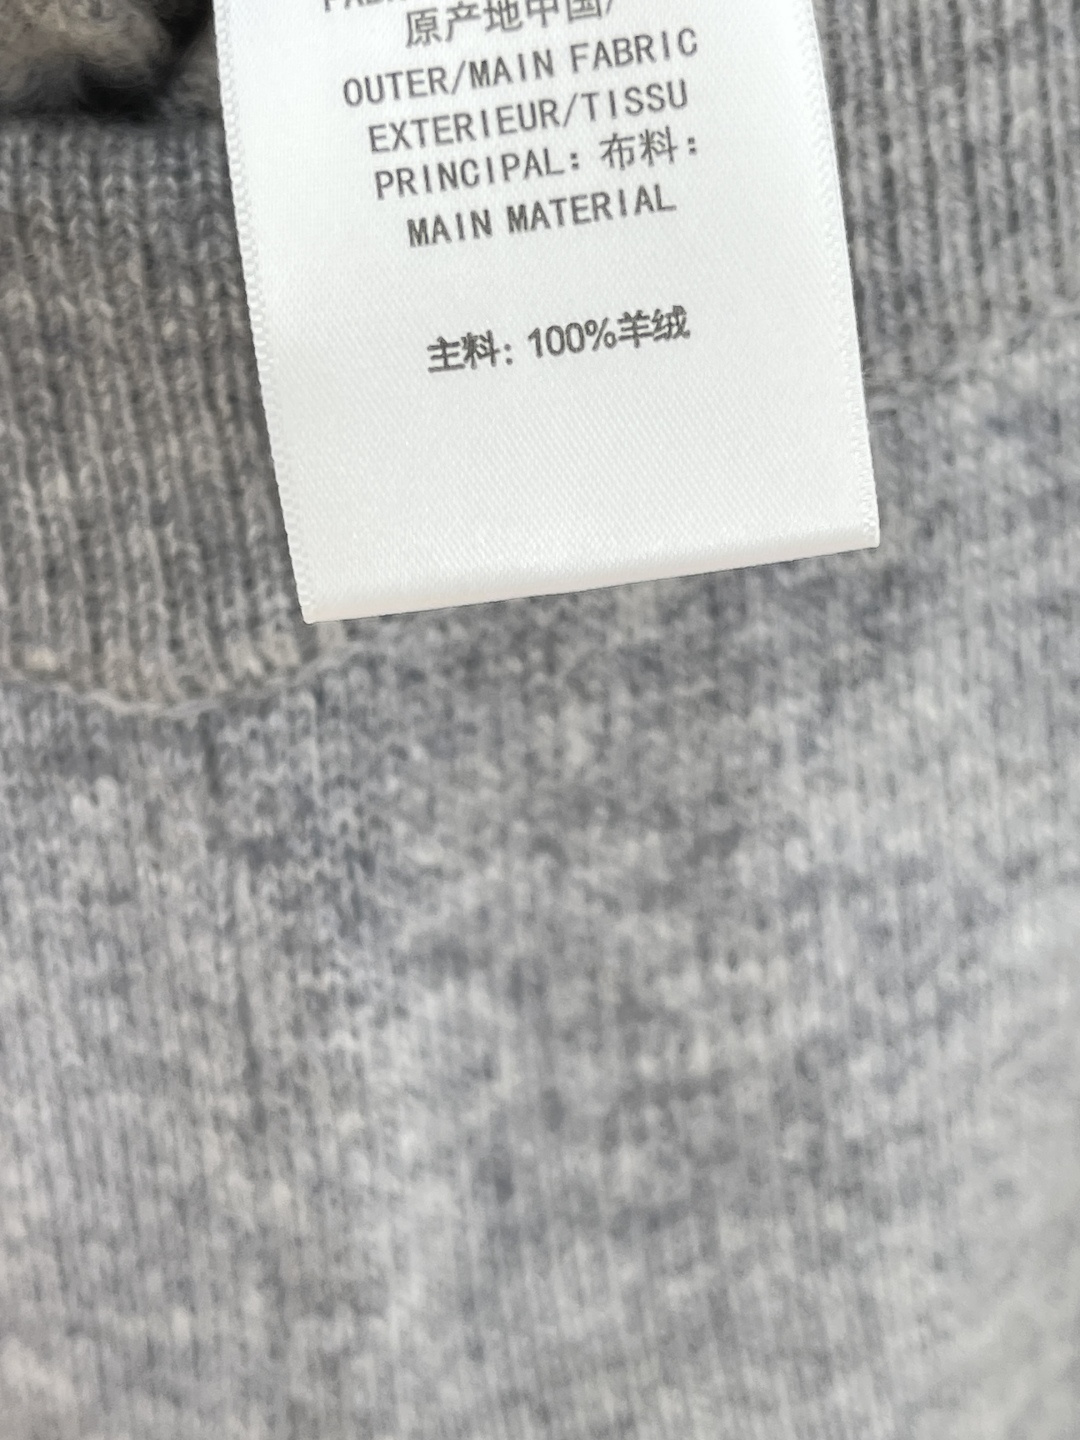 原产地中国/
OUTER/MAIN FABRIC
EXTERIEUR/TISSU
PRINCIPAL: 布料:
MAIN MATERIAL
主料: 100%羊绒